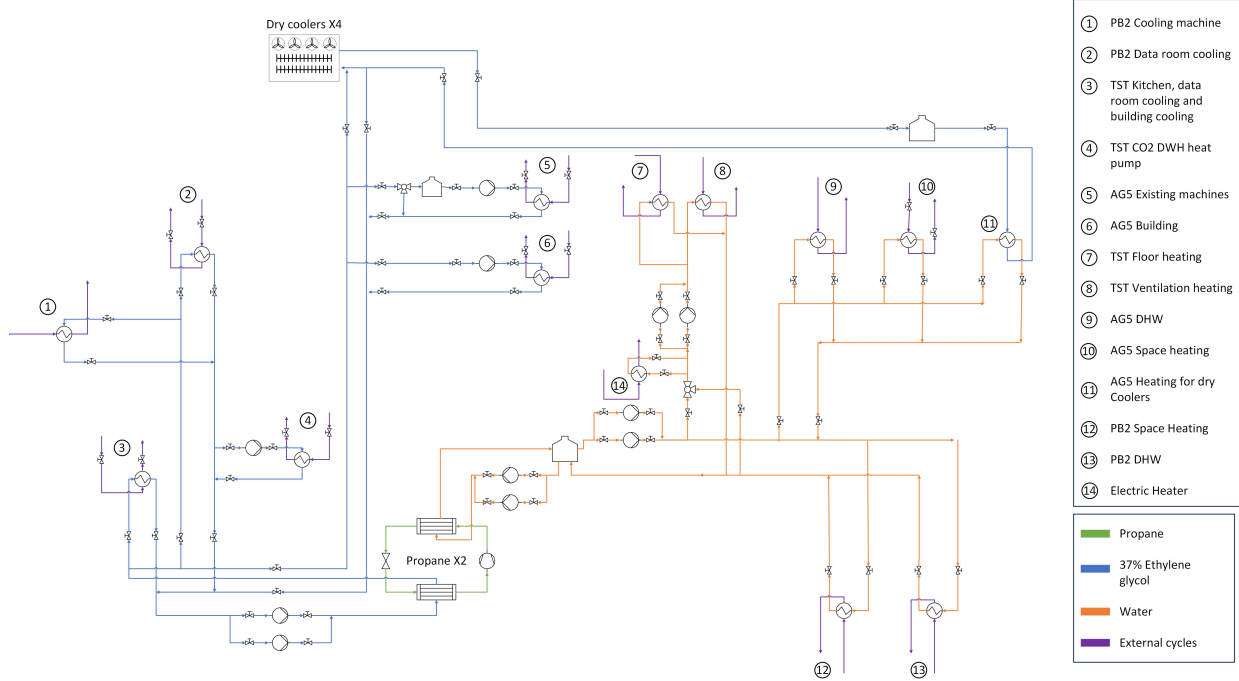 Dry coolers X4
1 PB2 Cooling machine
2 PB2 Data room cooling
3 TST Kitchen, data
room cooling and
building cooling
4 TST CO2 DWH heat
pump
5 AG5 Existing machines
6 AG5 Building
7 TST Floor heating
8 TST Ventilation heating
9 AG5 DHW
10 AG5 Space heating
11 AG5 Heating for dry
Coolers
12 PB2 Space Heating
13 PB2 DHW
14 Electric Heater
5
7
8
9
10
2
11
6
1
14
4
3
Propane X2
12
13
Propane
37% Ethylene
glycol
Water
External cycles